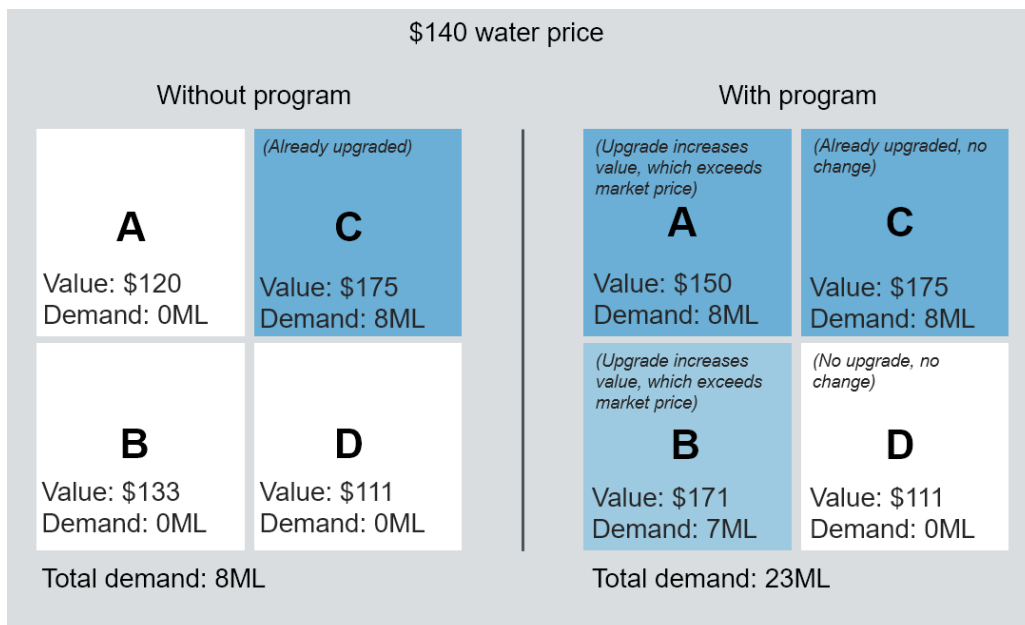 $140 water price
Without program
With program
A
Value: $120
Demand: 0ML
(Already upgraded)
C
Value: $175
Demand: 8ML
B
Value: $133
Demand: 0ML
D
Value: $111
Demand: 0ML
Total demand: 8ML
(Upgrade increases
value, which exceeds
market price)
A
Value: $150
Demand: 8ML
(Already upgraded, no
change)
C
Value: $175
Demand: 8ML
(Upgrade increases
value, which exceeds
market price)
B
Value: $171
Demand: 7ML
(No upgrade, no
change)
D
Value: $111
Demand: 0ML
Total demand: 23ML